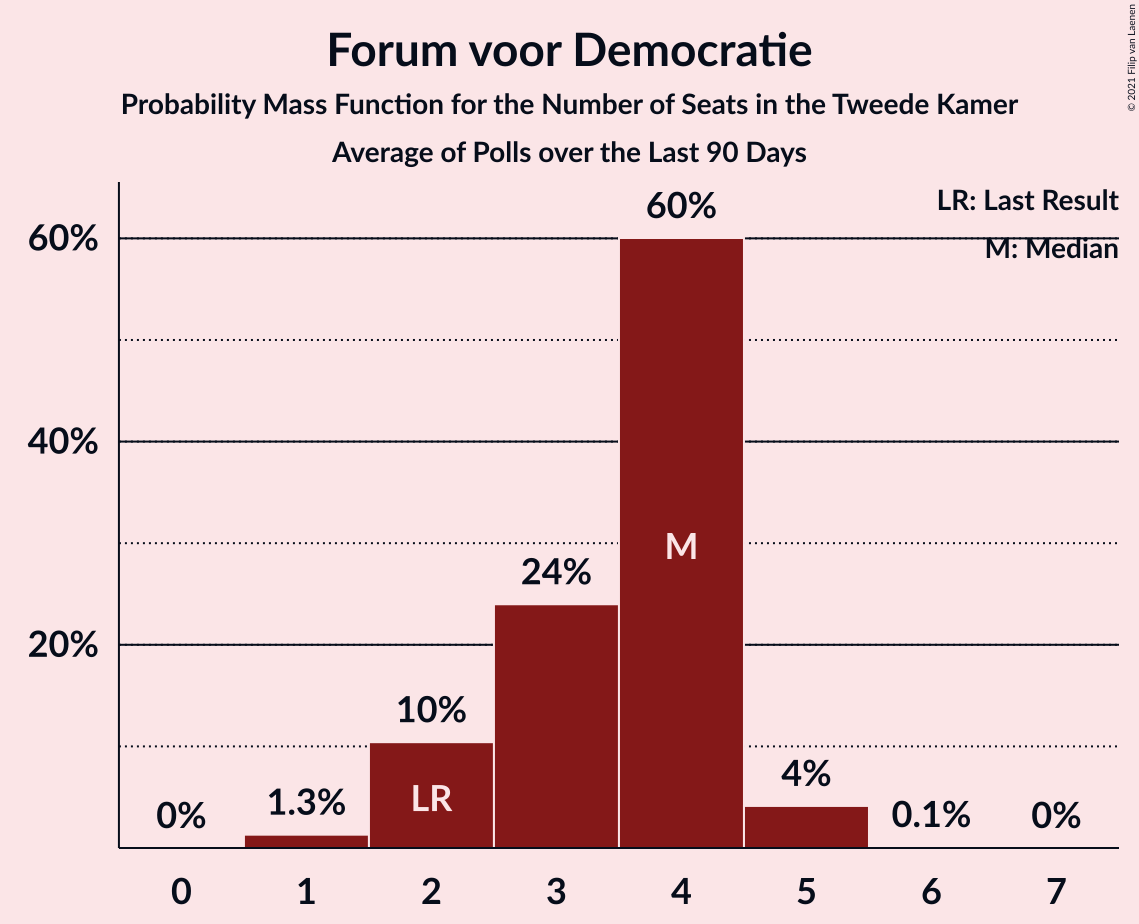 Forum voor Democratie
Probability Mass Function for the Number of Seats in the Tweede Kamer
Average of Polls over the Last 90 Days
© 2021 Filip van Laenen
LR: Last Result
M: Median
60%
40%
20%
0%
1.3%
10%
24%
60%
4%
0.1%
0%
LR
M
0 1 2 3 4 5 6 7